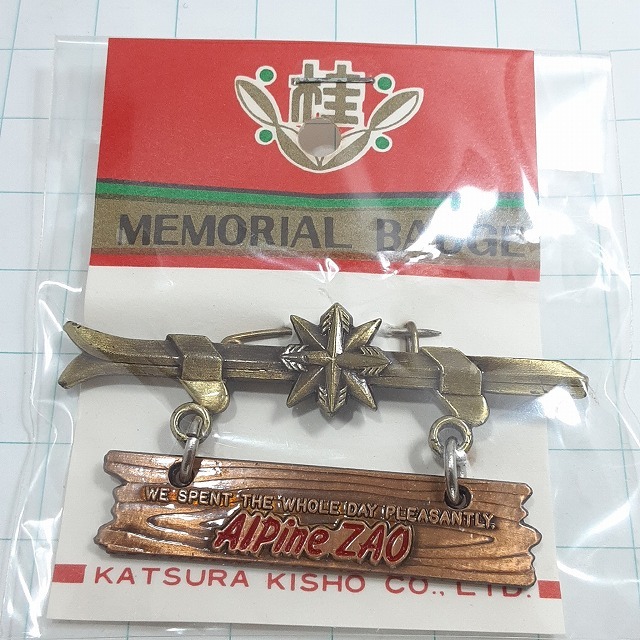 桂
MEMORIAL BADGE
WE SPENT THE WHOLE DAY PLEASANTLY,
AlPine ZAO
KATSURA KISHO CO., LTD.